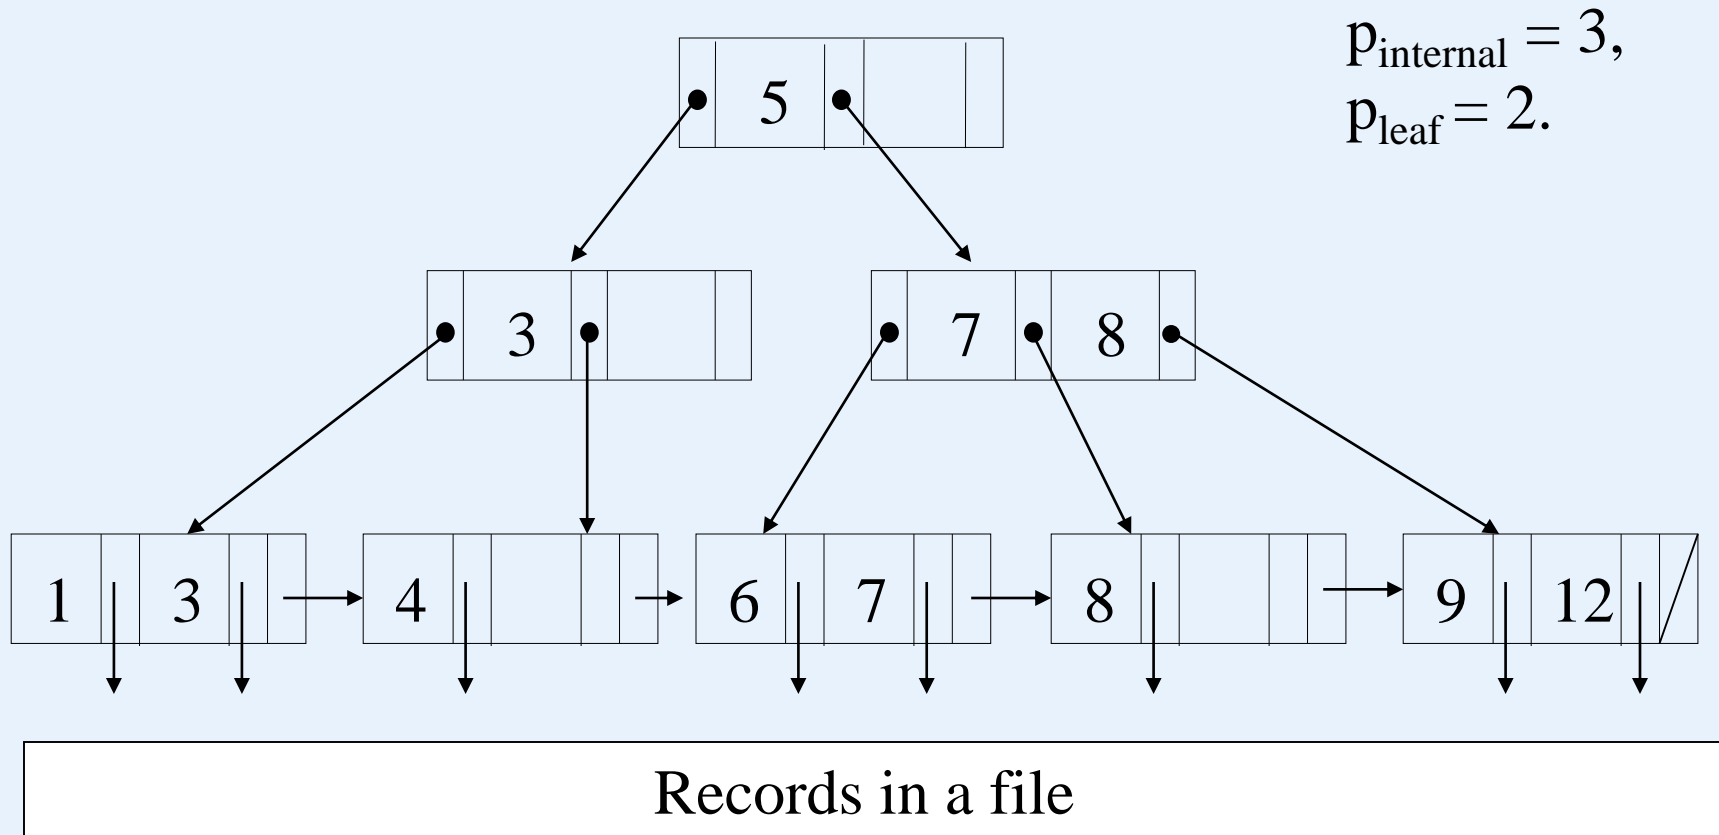 p_internal = 3,
p_leaf = 2.
5
3
7 8
1 3 4 6 7 8 9 12
Records in a file